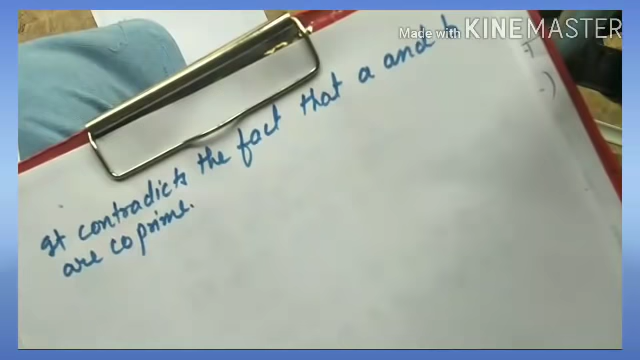 Made with KINEMASTER
It contradicts the fact that a and b
are coprime.